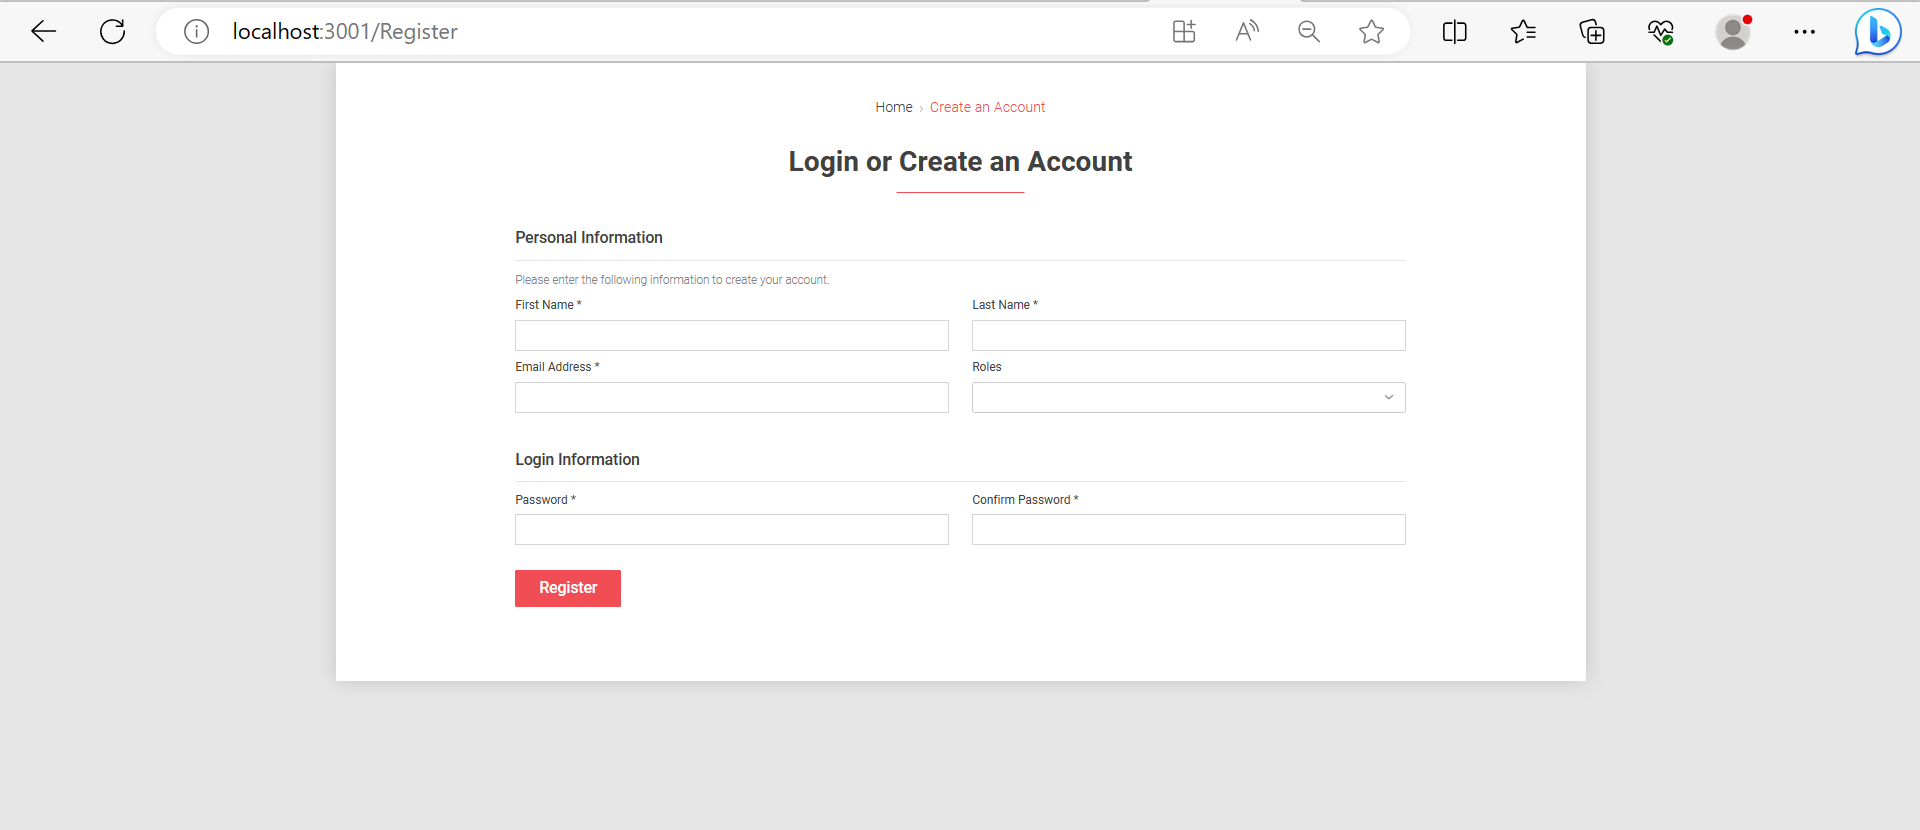 localhost:3001/Register
Home › Create an Account
Login or Create an Account
Personal Information
Please enter the following information to create your account.
First Name *
Last Name *
Email Address *
Roles
Login Information
Password *
Confirm Password *
Register